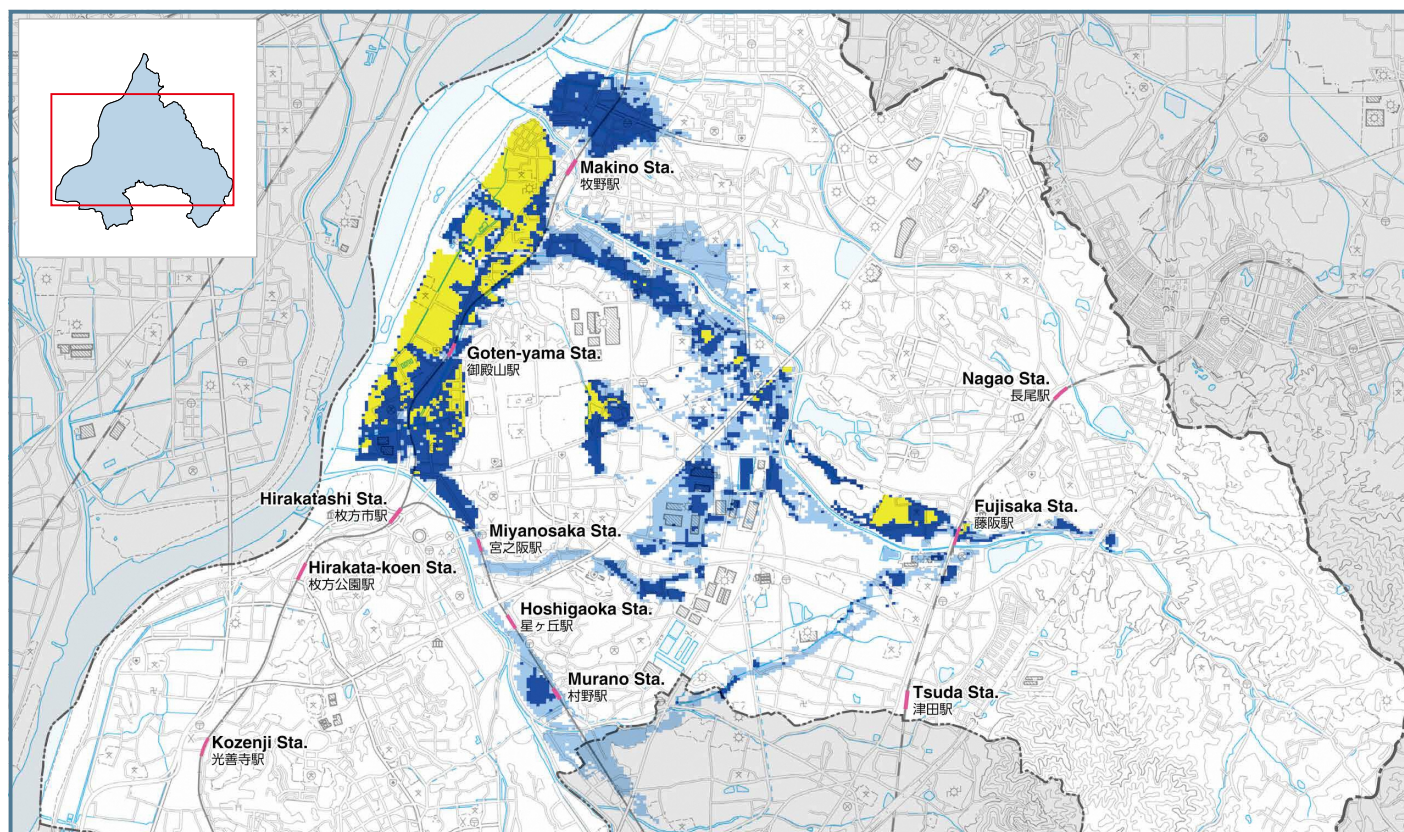 Makino Sta.
牧野駅
Goten-yama Sta.
御殿山駅
Nagao Sta.
長尾駅
Hirakatashi Sta.
枚方市駅
Fujisaka Sta.
藤阪駅
Miyanosaka Sta.
宮之阪駅
Hirakata-koen Sta.
枚方公園駅
Hoshigaoka Sta.
星ヶ丘駅
Murano Sta.
村野駅
Tsuda Sta.
津田駅
Kozenji Sta.
光善寺駅